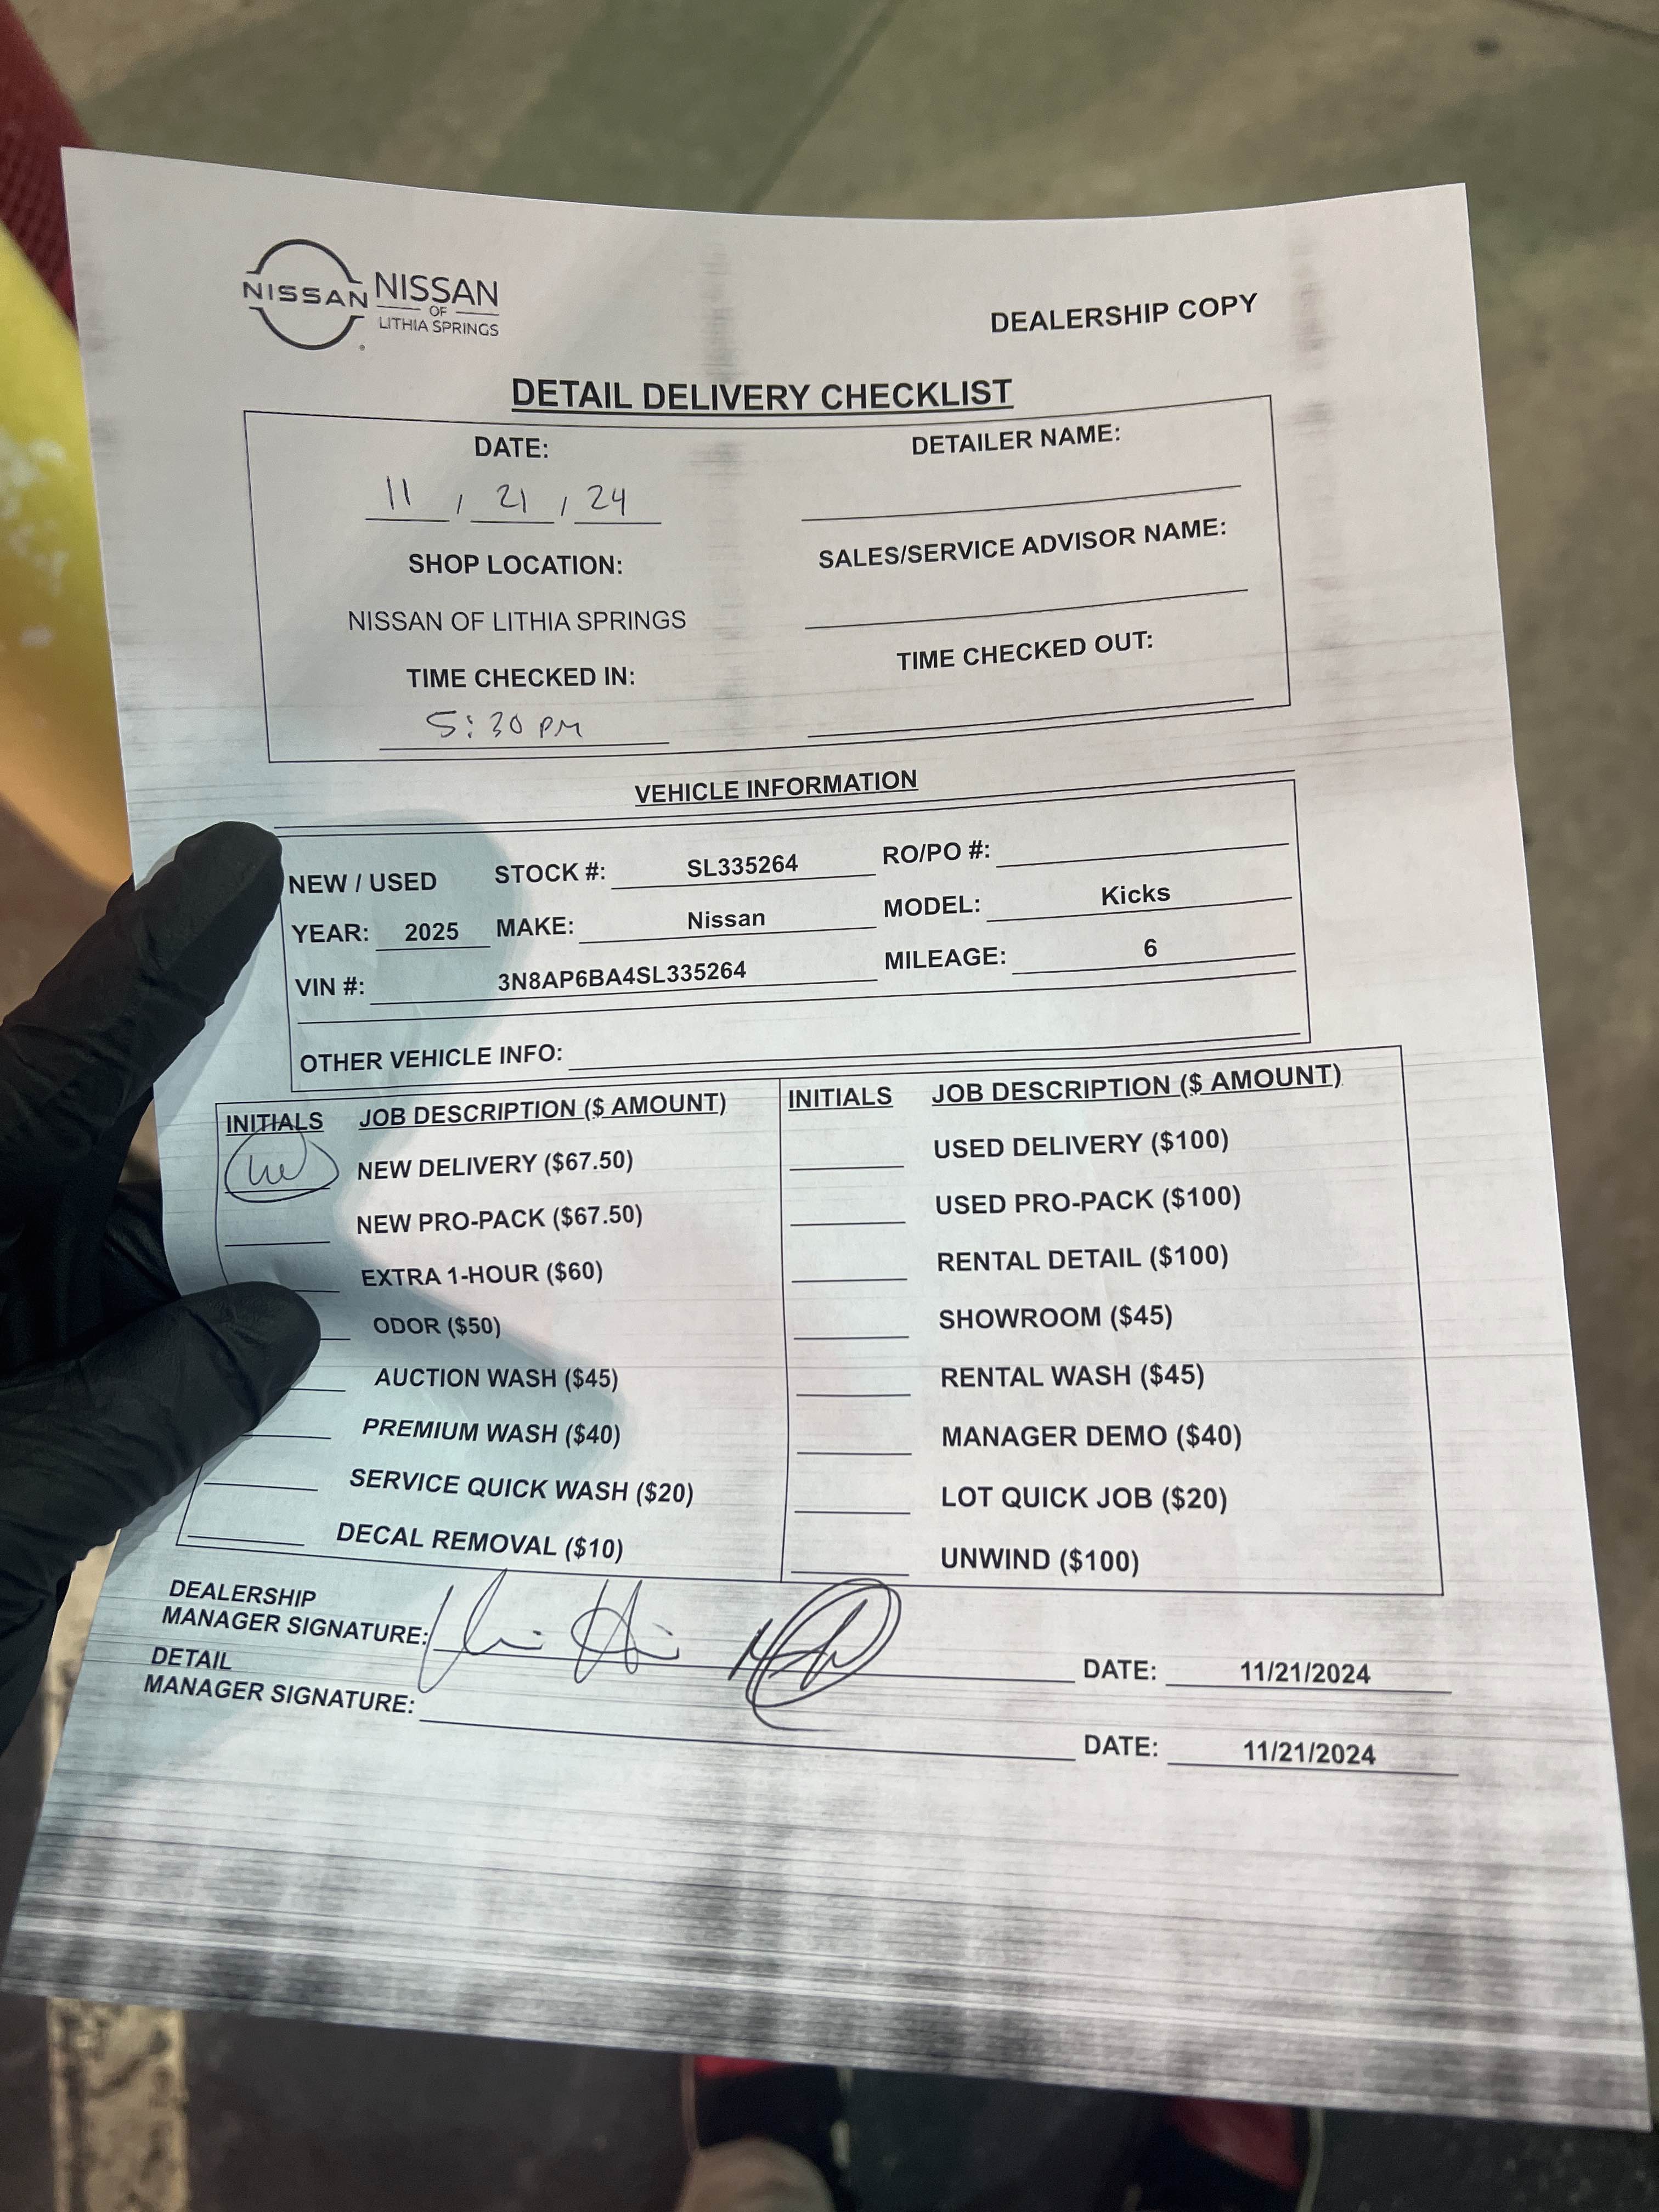 NISSAN NISSAN
OF
LITHIA SPRINGS
DEALERSHIP COPY
DETAIL DELIVERY CHECKLIST
DATE:
11 / 21 / 24
SHOP LOCATION:
NISSAN OF LITHIA SPRINGS
TIME CHECKED IN:
5:30 PM
DETAILER NAME:
SALES/SERVICE ADVISOR NAME:
TIME CHECKED OUT:
VEHICLE INFORMATION
NEW / USED STOCK #: SL335264 RO/PO #:
YEAR: 2025 MAKE: Nissan MODEL: Kicks
VIN #: 3N8AP6BA4SL335264 MILEAGE: 6
OTHER VEHICLE INFO:
INITIALS JOB DESCRIPTION ($ AMOUNT)
NEW DELIVERY ($67.50)
NEW PRO-PACK ($67.50)
EXTRA 1-HOUR ($60)
ODOR ($50)
AUCTION WASH ($45)
PREMIUM WASH ($40)
SERVICE QUICK WASH ($20)
DECAL REMOVAL ($10)
INITIALS JOB DESCRIPTION ($ AMOUNT)
USED DELIVERY ($100)
USED PRO-PACK ($100)
RENTAL DETAIL ($100)
SHOWROOM ($45)
RENTAL WASH ($45)
MANAGER DEMO ($40)
LOT QUICK JOB ($20)
UNWIND ($100)
DEALERSHIP
MANAGER SIGNATURE: DATE: 11/21/2024
DETAIL
MANAGER SIGNATURE: DATE: 11/21/2024